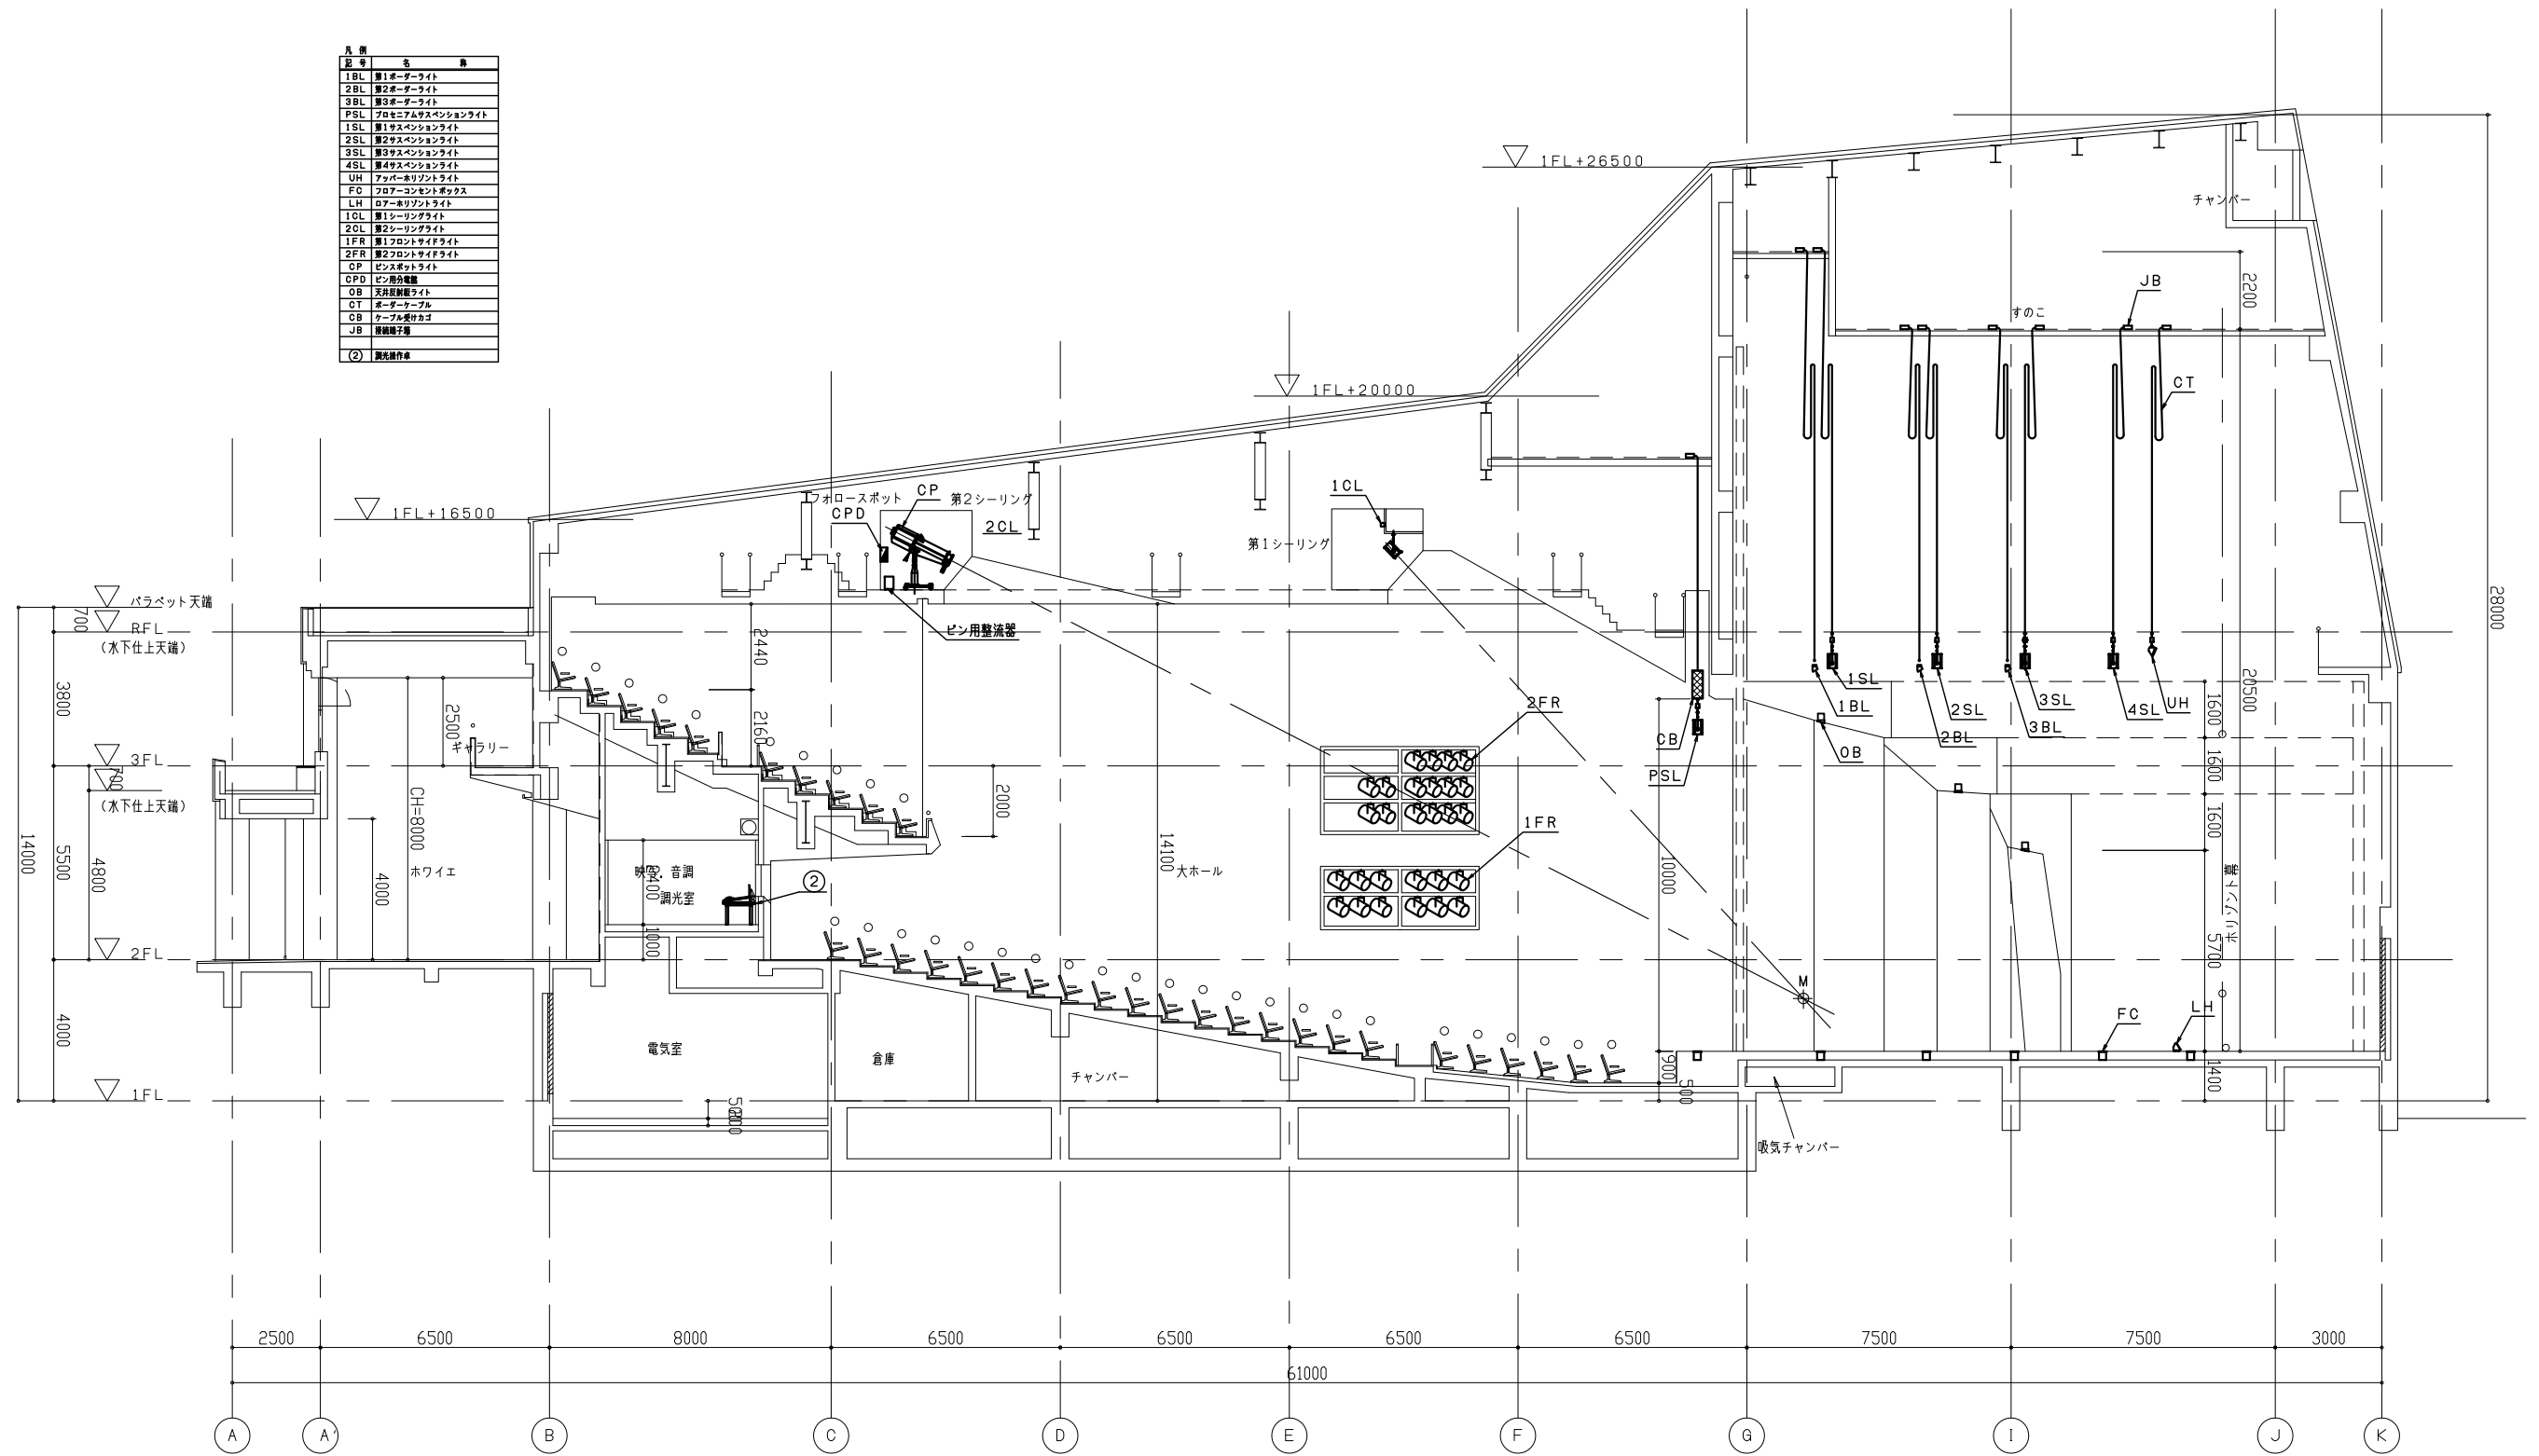 凡 例
記 号 名 称
1BL 第1ボーダーライト
2BL 第2ボーダーライト
3BL 第3ボーダーライト
PSL プロセニアムサスペンションライト
1SL 第1サスペンションライト
2SL 第2サスペンションライト
3SL 第3サスペンションライト
4SL 第4サスペンションライト
UH アッパーホリゾントライト
FC フロアーコンセントボックス
LH ロアーホリゾントライト
1CL 第1シーリングライト
2CL 第2シーリングライト
1FR 第1フロントサイドライト
2FR 第2フロントサイドライト
CP ピンスポットライト
CPD ピン用分電盤
OB 天井反射板ライト
CT ボーダーケーブル
CB ケーブル受けカゴ
JB 接続端子箱
② 調光操作卓
1FL+26500
チャンバー
JB
2200
すのこ
CT
28000
1FL+20000
1FL+16500
フォロースポット
CP
第2シーリング
CPD
2CL
1CL
第1シーリング
ピン用整流器
パラペット天端
700
RFL
(水下仕上天端)
3800
2440
2160
2500
ギャラリー
3FL
700
(水下仕上天端)
14000
5500
4800
CH=8000
4000
ホワイエ
音調
調光室
②
1000
2000
14100
大ホール
2FR
1FR
CB
PSL
10000
1SL
1BL
2SL
2BL
3SL
3BL
4SL
UH
OB
20500
1600
1600
1600
ホリゾント幕
5700
M
FC
LH
2FL
4000
1FL
電気室
倉庫
チャンバー
900
500
1400
吸気チャンバー
2500
6500
8000
6500
6500
6500
6500
7500
7500
3000
61000
A
A'
B
C
D
E
F
G
I
J
K